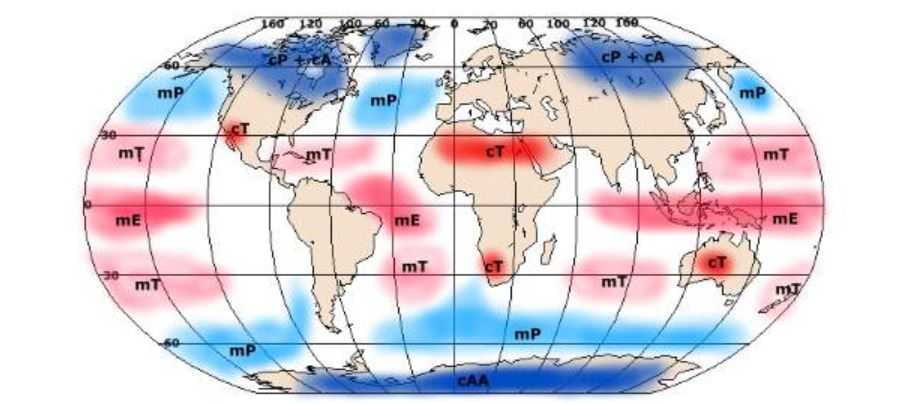 160 120 100 60 30 0 20 60 100 120 160
cP + cA cP + cA
60
mP mP mP
30 cT
mT mT cT mT
0 mE mE mE
30 mT mT cT mT cT mT
mP mP
60
cAA